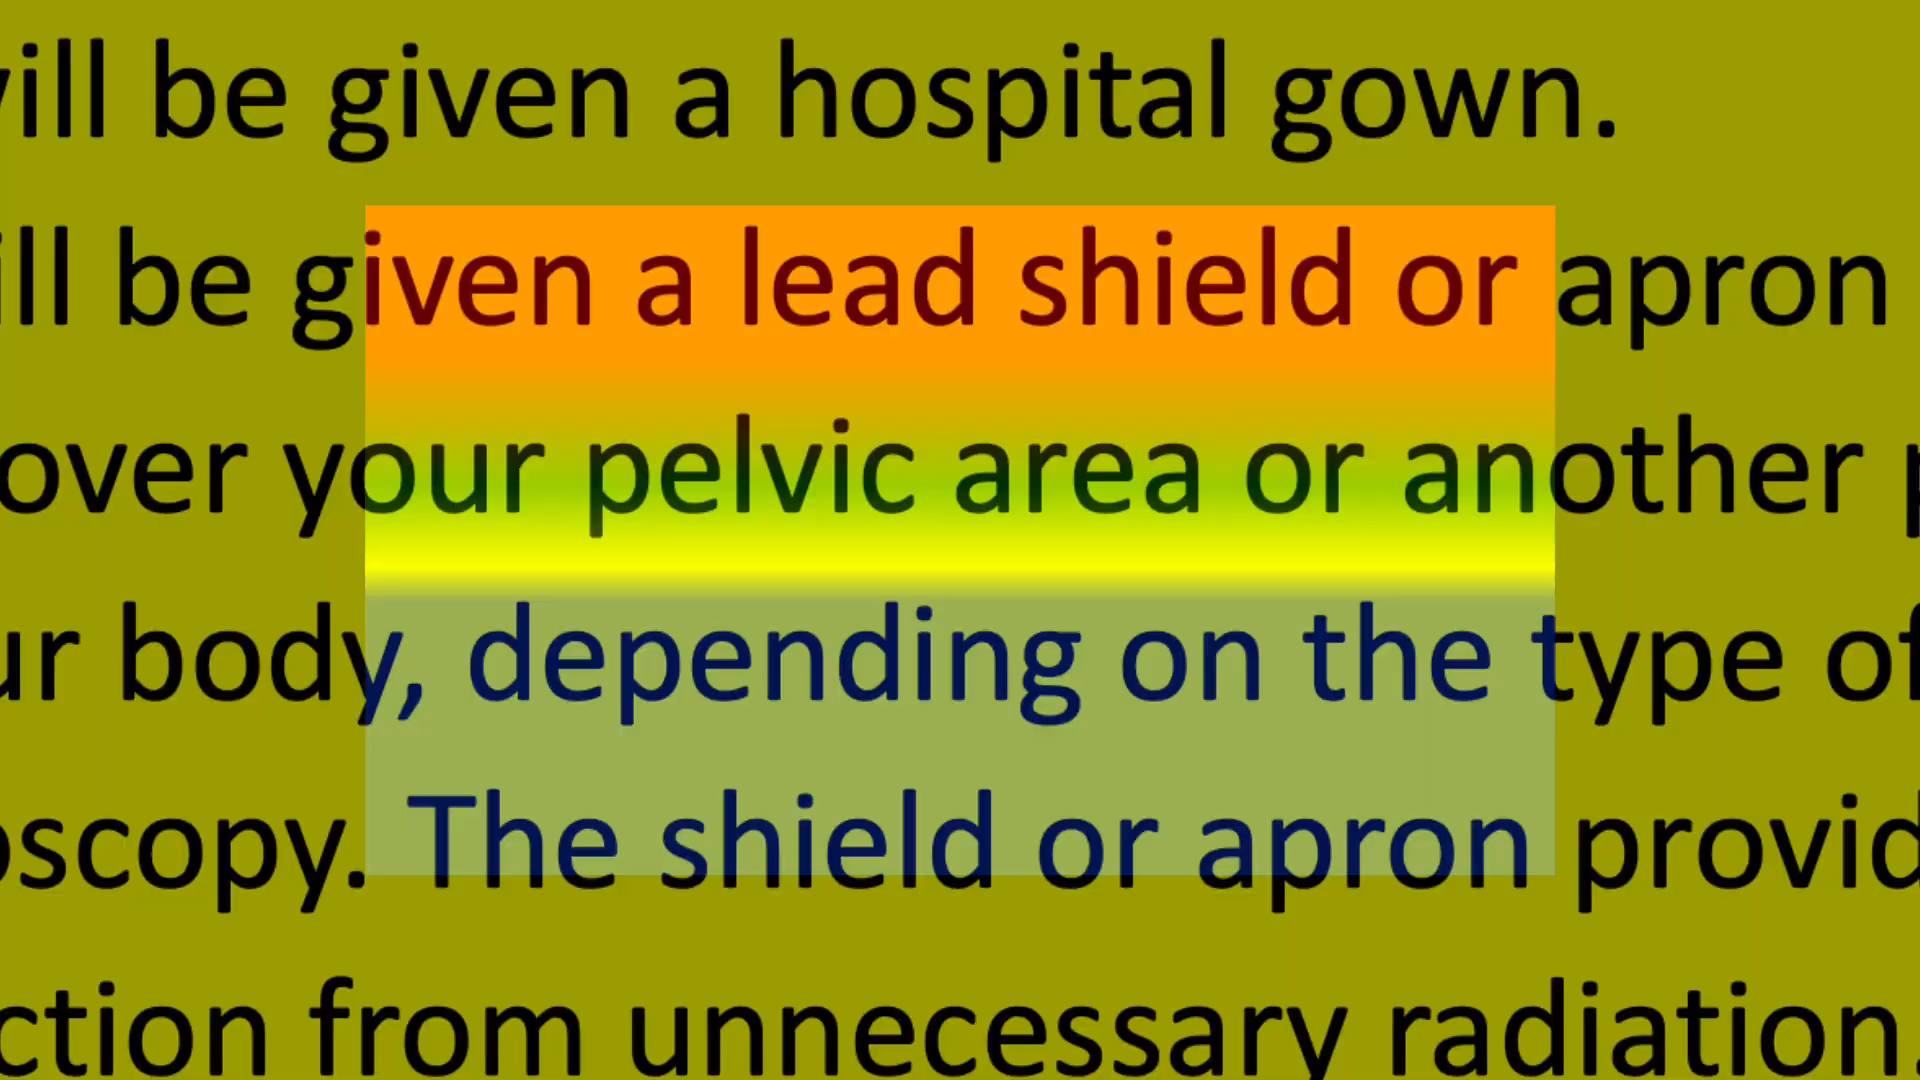 ill be given a hospital gown.
ill be given a lead shield or apron
over your pelvic area or another p
ur body, depending on the type of
oscopy. The shield or apron provid
ction from unnecessary radiation.